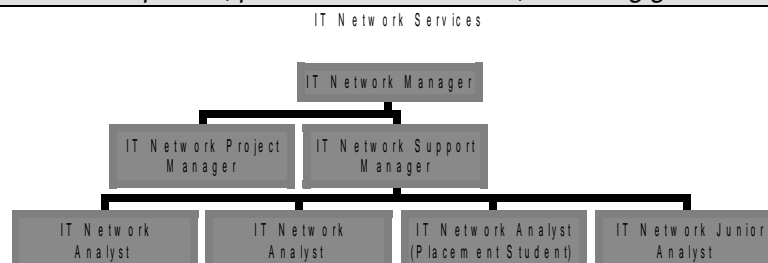 IT Network Services
IT Network Manager
IT Network Project
Manager
IT Network Support
Manager
IT Network
Analyst
IT Network
Analyst
IT Network Analyst
(Placement Student)
IT Network Junior
Analyst